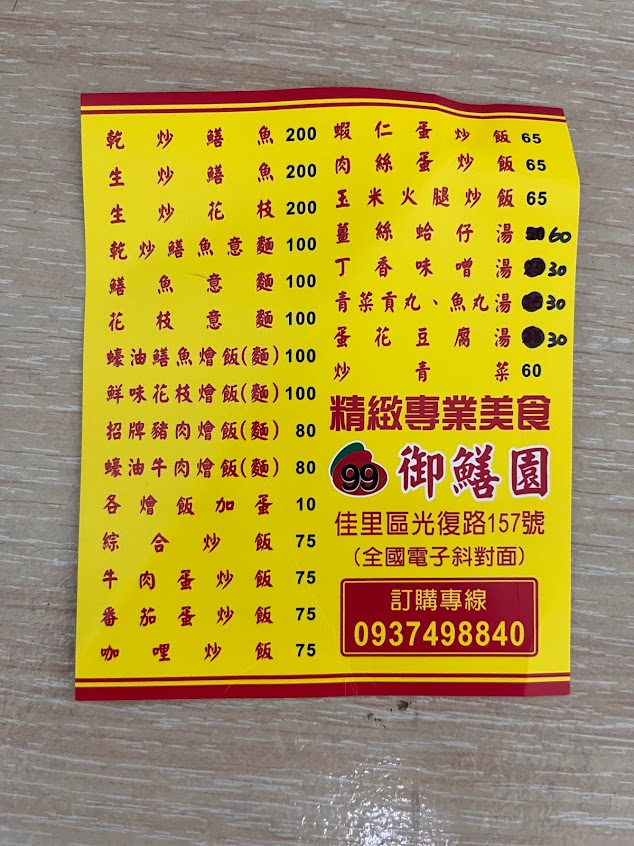 乾炒鱔魚 200
生炒鱔魚 200
生炒花枝 200
乾炒鱔魚意麵 100
鱔魚意麵 100
花枝意麵 100
蠔油鱔魚燴飯(麵) 100
鮮味花枝燴飯(麵) 100
招牌豬肉燴飯(麵) 80
蠔油牛肉燴飯(麵) 80
各燴飯加蛋 10
綜合炒飯 75
牛肉蛋炒飯 75
番茄蛋炒飯 75
咖哩炒飯 75
蝦仁蛋炒飯 65
肉絲蛋炒飯 65
玉米火腿炒飯 65
薑絲蛤仔湯 60
丁香味噌湯 30
青菜貢丸、魚丸湯 30
蛋花豆腐湯 30
炒青菜 60
精緻專業美食
99 御鱔園
佳里區光復路157號
(全國電子斜對面)
訂購專線
0937498840